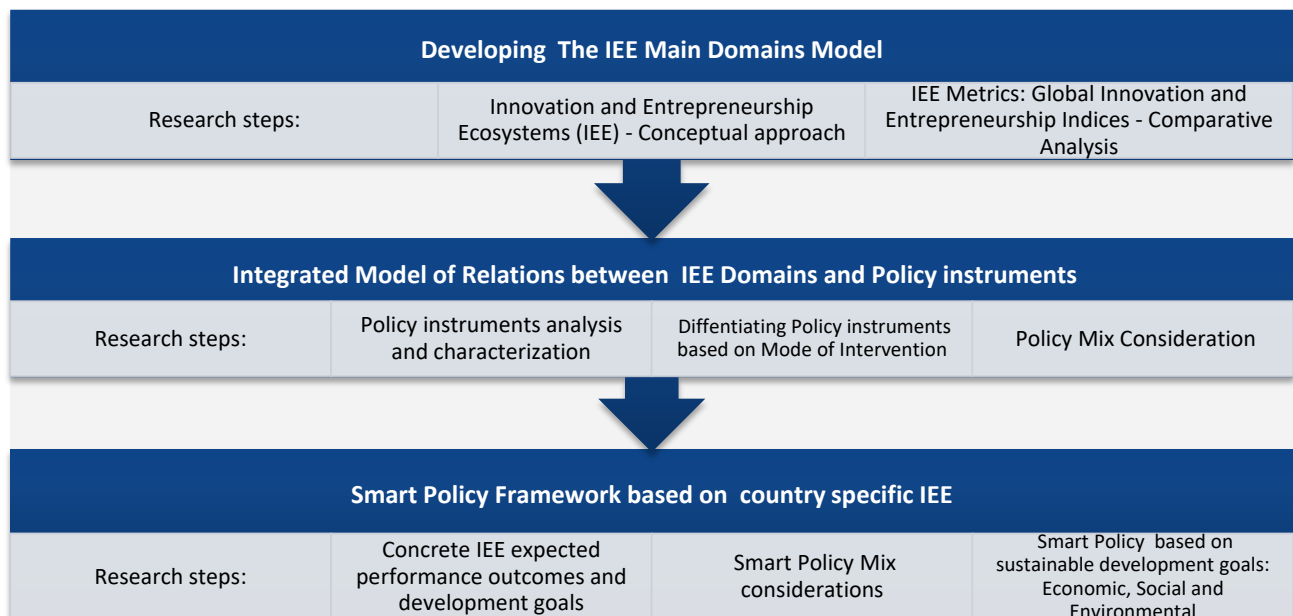 Developing The IEE Main Domains Model
Research steps:
Innovation and Entrepreneurship
Ecosystems (IEE) - Conceptual approach
IEE Metrics: Global Innovation and
Entrepreneurship Indices - Comparative
Analysis
Integrated Model of Relations between IEE Domains and Policy instruments
Research steps:
Policy instruments analysis
and characterization
Diffentiating Policy instruments
based on Mode of Intervention
Policy Mix Consideration
Smart Policy Framework based on country specific IEE
Research steps:
Concrete IEE expected
performance outcomes and
development goals
Smart Policy Mix
considerations
Smart Policy based on
sustainable development goals:
Economic, Social and
Environmental